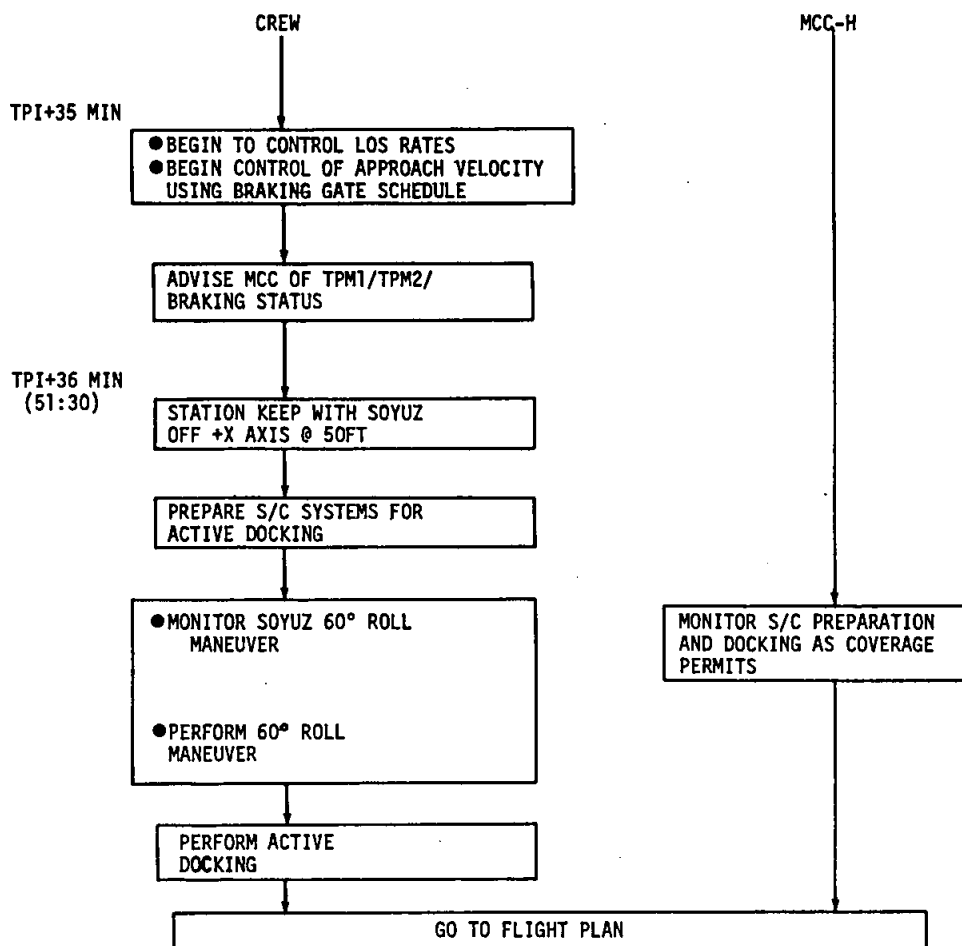 CREW
MCC-H
TPI+35 MIN
●BEGIN TO CONTROL LOS RATES
●BEGIN CONTROL OF APPROACH VELOCITY
USING BRAKING GATE SCHEDULE
ADVISE MCC OF TPM1/TPM2/
BRAKING STATUS
TPI+36 MIN
(51:30)
STATION KEEP WITH SOYUZ
OFF +X AXIS @ 50FT
PREPARE S/C SYSTEMS FOR
ACTIVE DOCKING
●MONITOR SOYUZ 60° ROLL
MANEUVER
●PERFORM 60° ROLL
MANEUVER
MONITOR S/C PREPARATION
AND DOCKING AS COVERAGE
PERMITS
PERFORM ACTIVE
DOCKING
GO TO FLIGHT PLAN